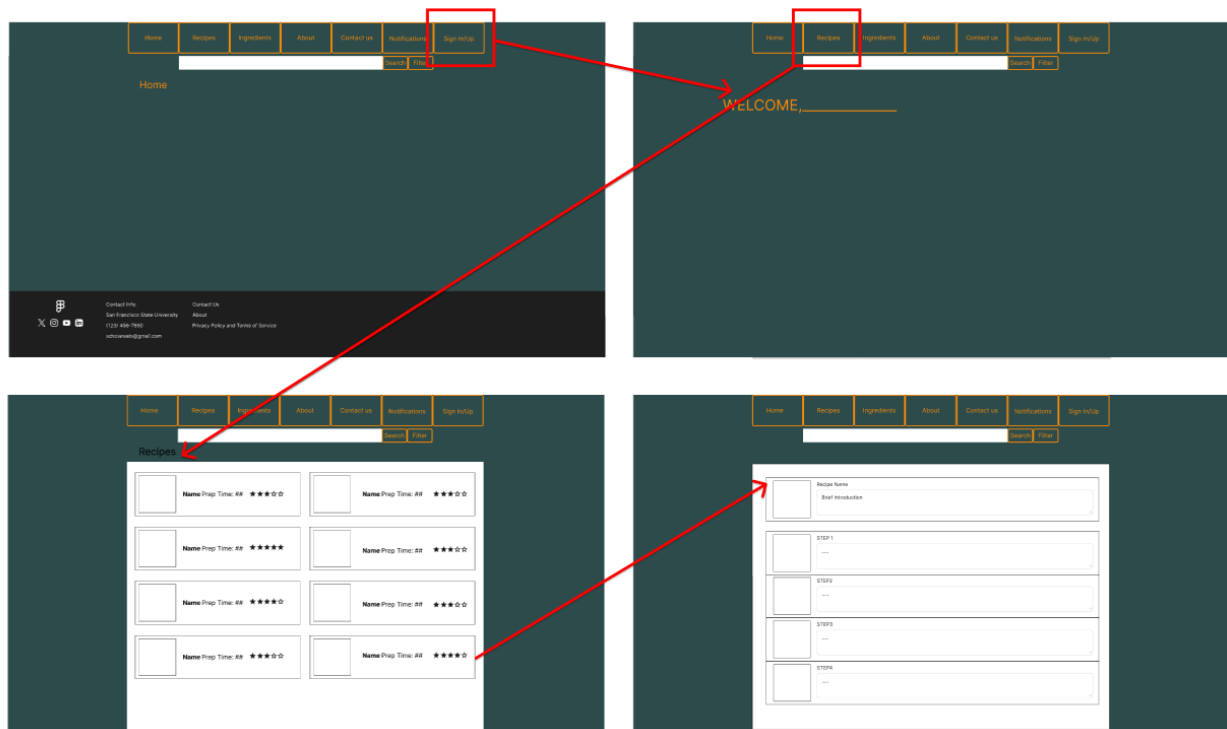 Home Recipes Ingredients About Contact us Notifications Sign In/Up
Search Filter
Home
Contact Info Contact Us
San Francisco State University About
(123) 456-7890 Privacy Policy and Terms of Service
Home Recipes Ingredients About Contact us Notifications Sign In/Up
Search Filter
WELCOME,____________
Home Recipes Ingredients About Contact us Notifications Sign In/Up
Search Filter
Recipes
Name Prep Time: ## ★★★☆☆ Name Prep Time: ## ★★★☆☆
Name Prep Time: ## ★★★★★ Name Prep Time: ## ★★★☆☆
Name Prep Time: ## ★★★★☆ Name Prep Time: ## ★★★☆☆
Name Prep Time: ## ★★★☆☆ Name Prep Time: ## ★★★★☆
Home Recipes Ingredients About Contact us Notifications Sign In/Up
Search Filter
Recipe Name
Brief Introduction
STEP 1
---
STEP2
---
STEP3
---
STEP4
---